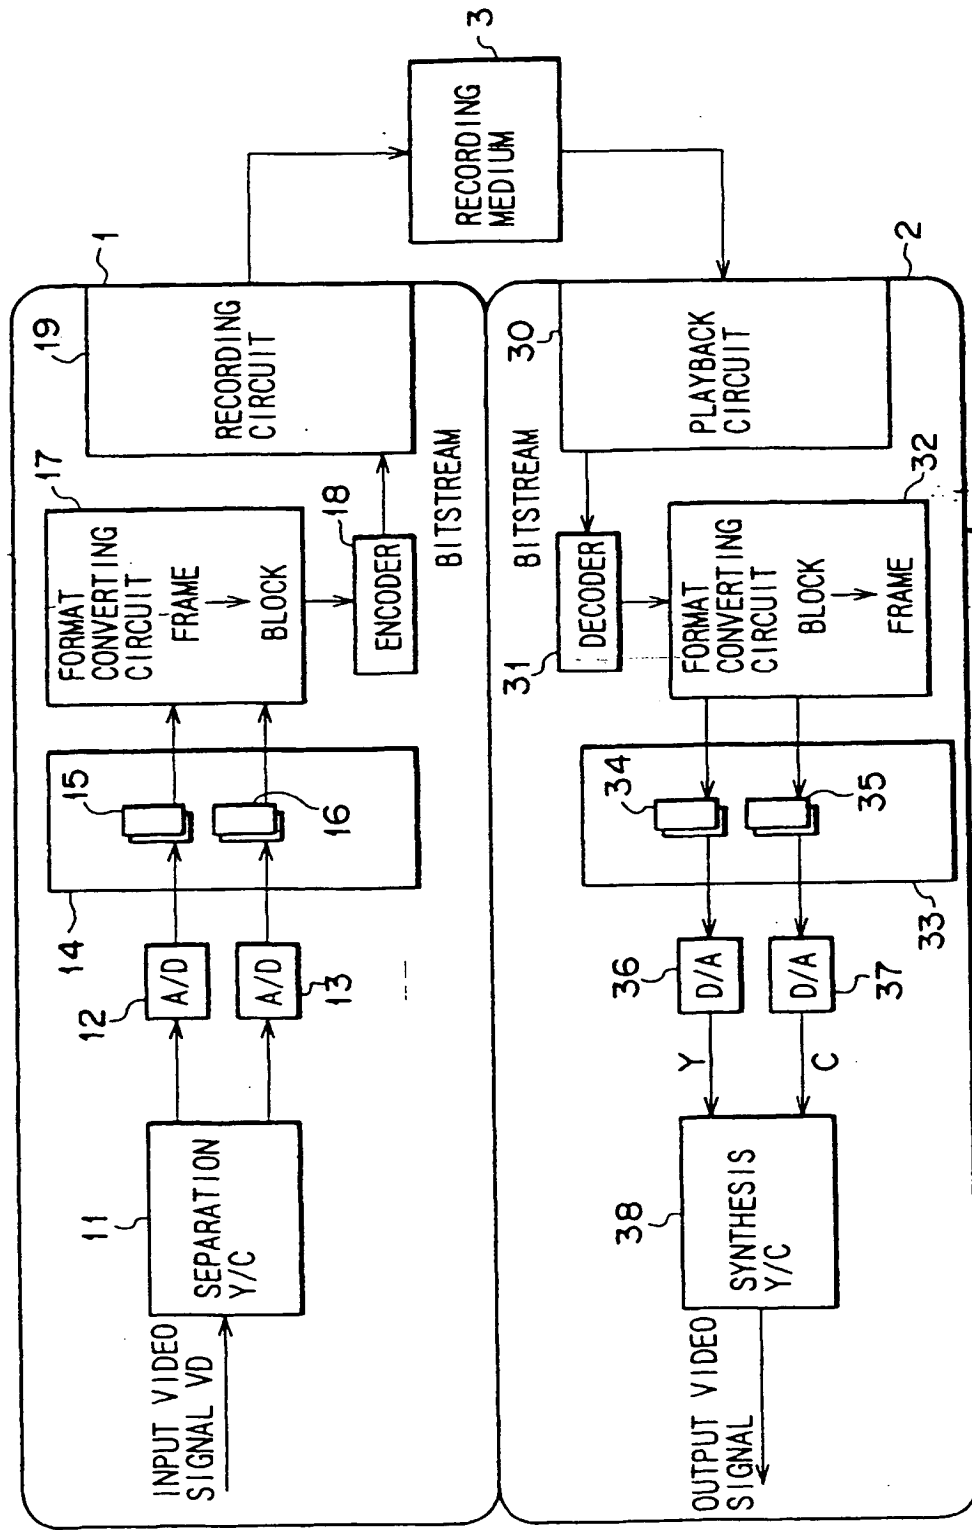 INPUT VIDEO
SIGNAL VD
11
SEPARATION
Y/C
12
A/D
A/D
13
14
15
16
17
FORMAT
CONVERTING
CIRCUIT
FRAME
BLOCK
18
ENCODER
BITSTREAM
19
RECORDING
CIRCUIT
1
3
RECORDING
MEDIUM
OUTPUT VIDEO
SIGNAL
38
SYNTHESIS
Y/C
Y
C
36
D/A
D/A
37
33
34
35
FORMAT
CONVERTING
CIRCUIT
BLOCK
FRAME
32
31
DECODER
BITSTREAM
30
PLAYBACK
CIRCUIT
2